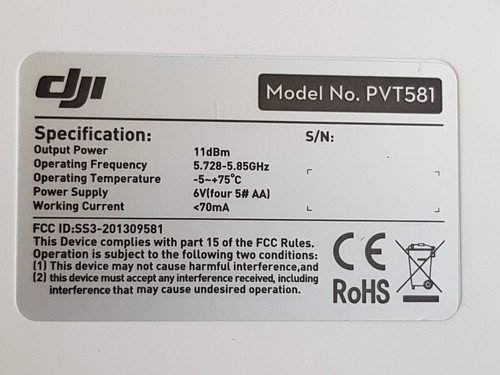 dji
Model No. PVT581
Specification:
S/N:
Output Power 11dBm
Operating Frequency 5.728-5.85GHz
Operating Temperature -5~+75°C
Power Supply 6V(four 5# AA)
Working Current <70mA
FCC ID:SS3-201309581
This Device complies with part 15 of the FCC Rules.
Operation is subject to the following two conditions:
(1) This device may not cause harmful interference,and
(2) this device must accept any interference received, including
interference that may cause undesired operation.
CE
RoHS